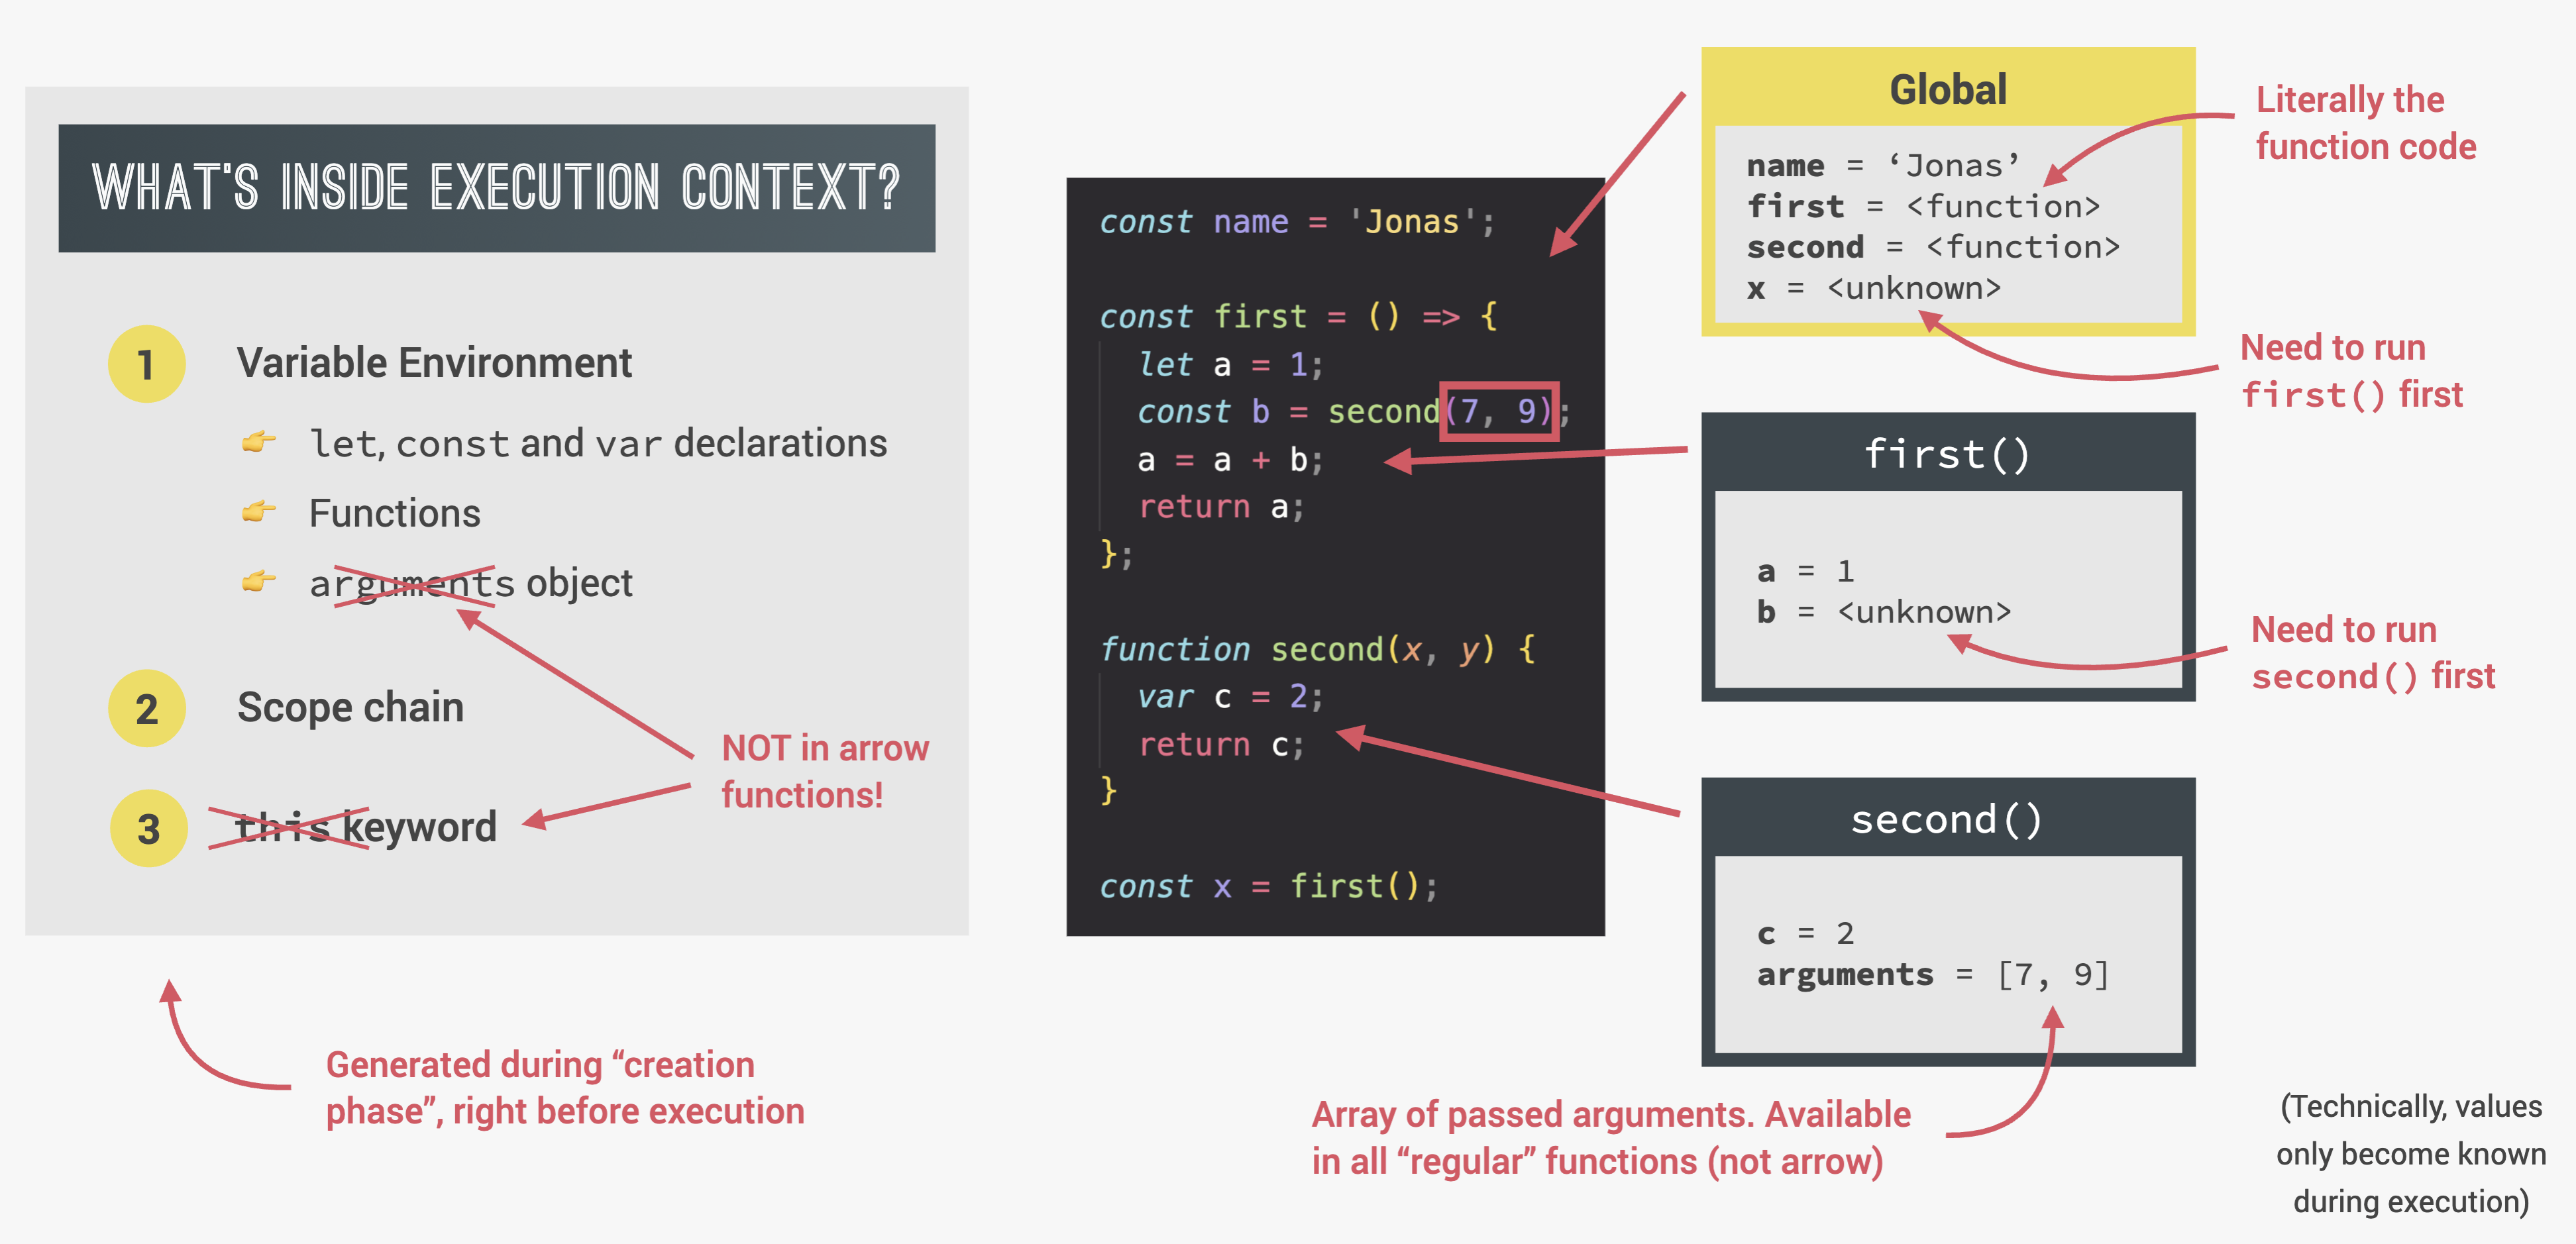 WHAT'S INSIDE EXECUTION CONTEXT?
1 Variable Environment
👉 let, const and var declarations
👉 Functions
👉 arguments object
2 Scope chain
3 this keyword
NOT in arrow
functions!
Generated during “creation
phase”, right before execution
const name = 'Jonas';
const first = () => {
let a = 1;
const b = second(7, 9);
a = a + b;
return a;
};
function second(x, y) {
var c = 2;
return c;
}
const x = first();
Global
name = ‘Jonas’
first = <function>
second = <function>
x = <unknown>
Literally the
function code
Need to run
first() first
first()
a = 1
b = <unknown>
Need to run
second() first
second()
c = 2
arguments = [7, 9]
Array of passed arguments. Available
in all “regular” functions (not arrow)
(Technically, values
only become known
during execution)